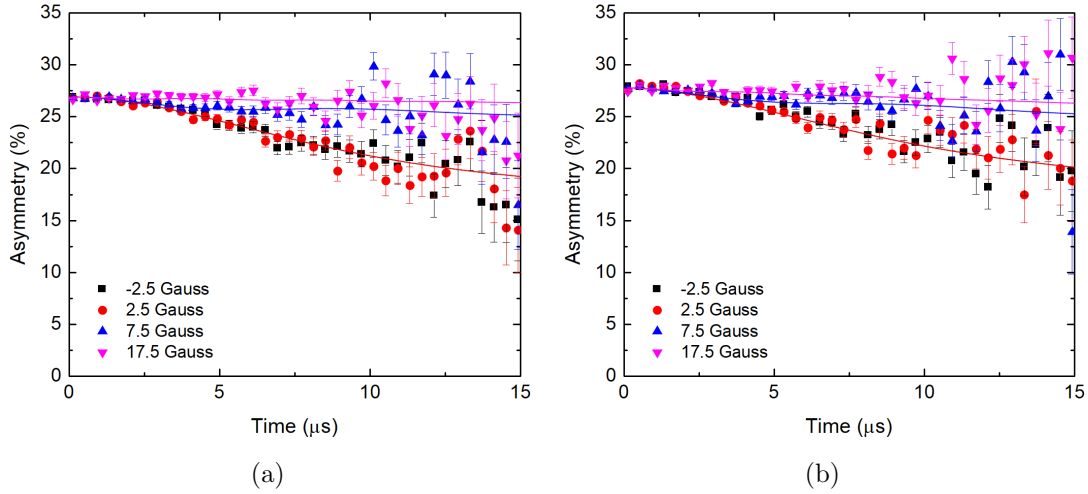 35
30
25
20
15
10
5
0
Asymmetry (%)
-2.5 Gauss
2.5 Gauss
7.5 Gauss
17.5 Gauss
0 5 10 15
Time (μs)
(a)
35
30
25
20
15
10
5
0
Asymmetry (%)
-2.5 Gauss
2.5 Gauss
7.5 Gauss
17.5 Gauss
0 5 10 15
Time (μs)
(b)